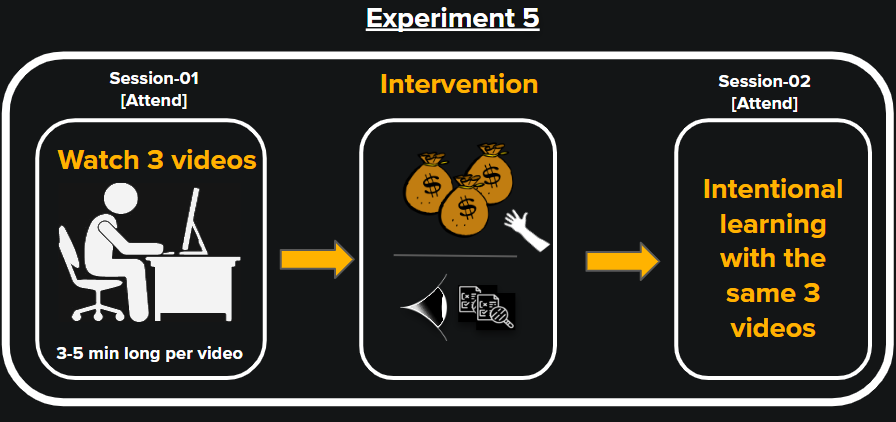 Experiment 5
Session-01
[Attend]
Watch 3 videos
3-5 min long per video
Intervention
$
$
$
Session-02
[Attend]
Intentional
learning
with the
same 3
videos